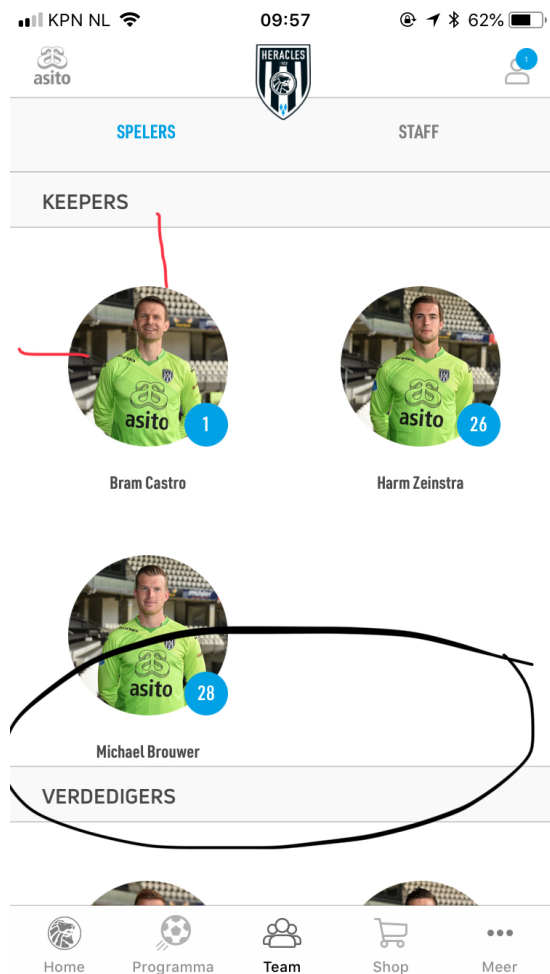 KPN NL 09:57 62%
asito HERACLES 1
SPELERS STAFF
KEEPERS
asito 1 asito 26
Bram Castro Harm Zeinstra
asito 28
Michael Brouwer
VERDEDIGERS
Home Programma Team Shop Meer